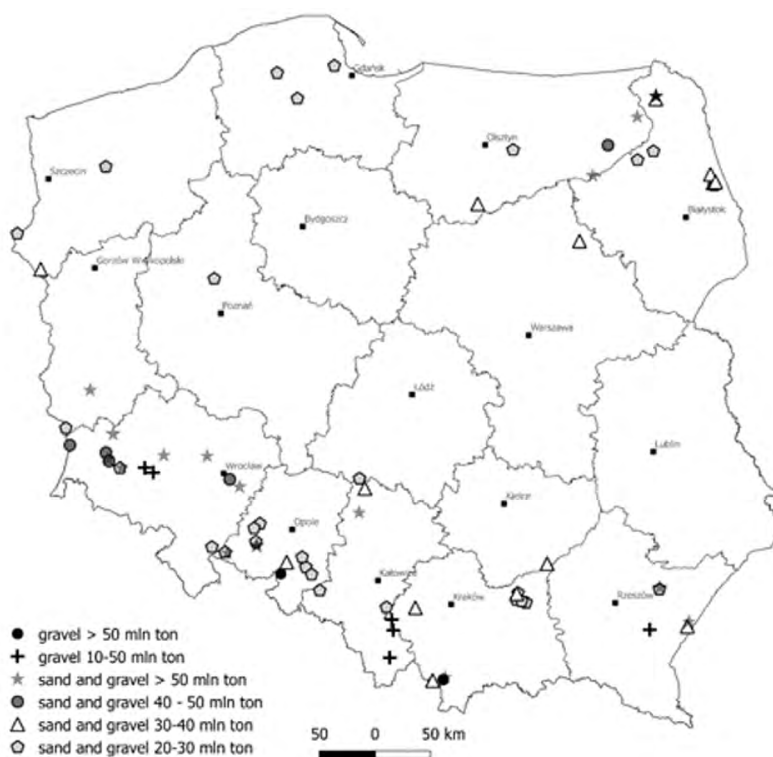 Gdańsk
Olsztyn
Szczecin
Białystok
Bydgoszcz
Gorzów Wielkopolski
Poznań
Warszawa
Łódź
Lublin
Wrocław
Kielce
Opole
Katowice
Kraków
Rzeszów
gravel > 50 mln ton
gravel 10-50 mln ton
sand and gravel > 50 mln ton
sand and gravel 40 - 50 mln ton
sand and gravel 30-40 mln ton
sand and gravel 20-30 mln ton
50 0 50 km